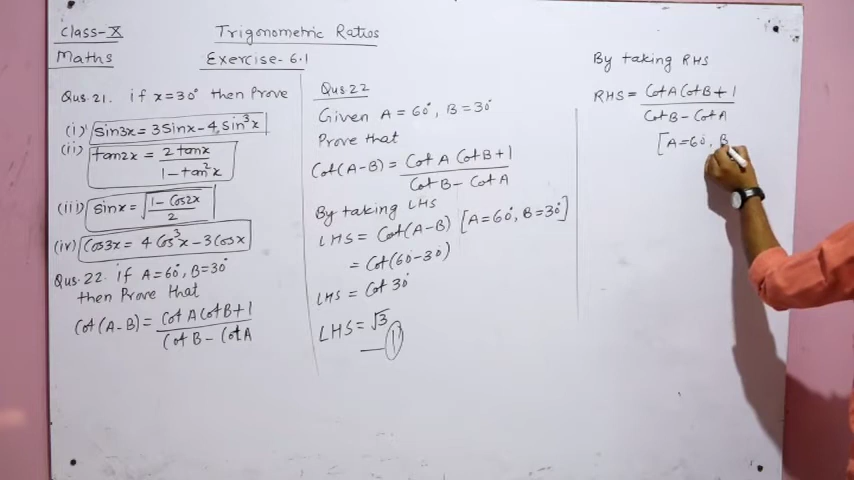 Class-X
Maths
Trigonometric Ratios
Exercise-6.1
Qus.21. if x=30° then Prove
(i) sin3x = 3sinx - 4 sin³x
(ii) tan2x = 2tanx / 1-tan²x
(iii) sinx = √(1-cos2x / 2)
(iv) Cos3x = 4Cos³x - 3Cosx
Qus.22. if A=60°, B=30°
then Prove that
Cot(A-B) = CotA CotB+1 / CotB - CotA
Qus.22
Given A=60°, B=30°
Prove that
Cot(A-B) = CotA CotB+1 / CotB - CotA
By taking LHS
LHS = Cot(A-B) [A=60°, B=30°]
= Cot(60-30)
LHS = Cot 30°
LHS = √3
— 1
By taking RHS
RHS = CotA CotB+1 / CotB - CotA
[A=60°, B